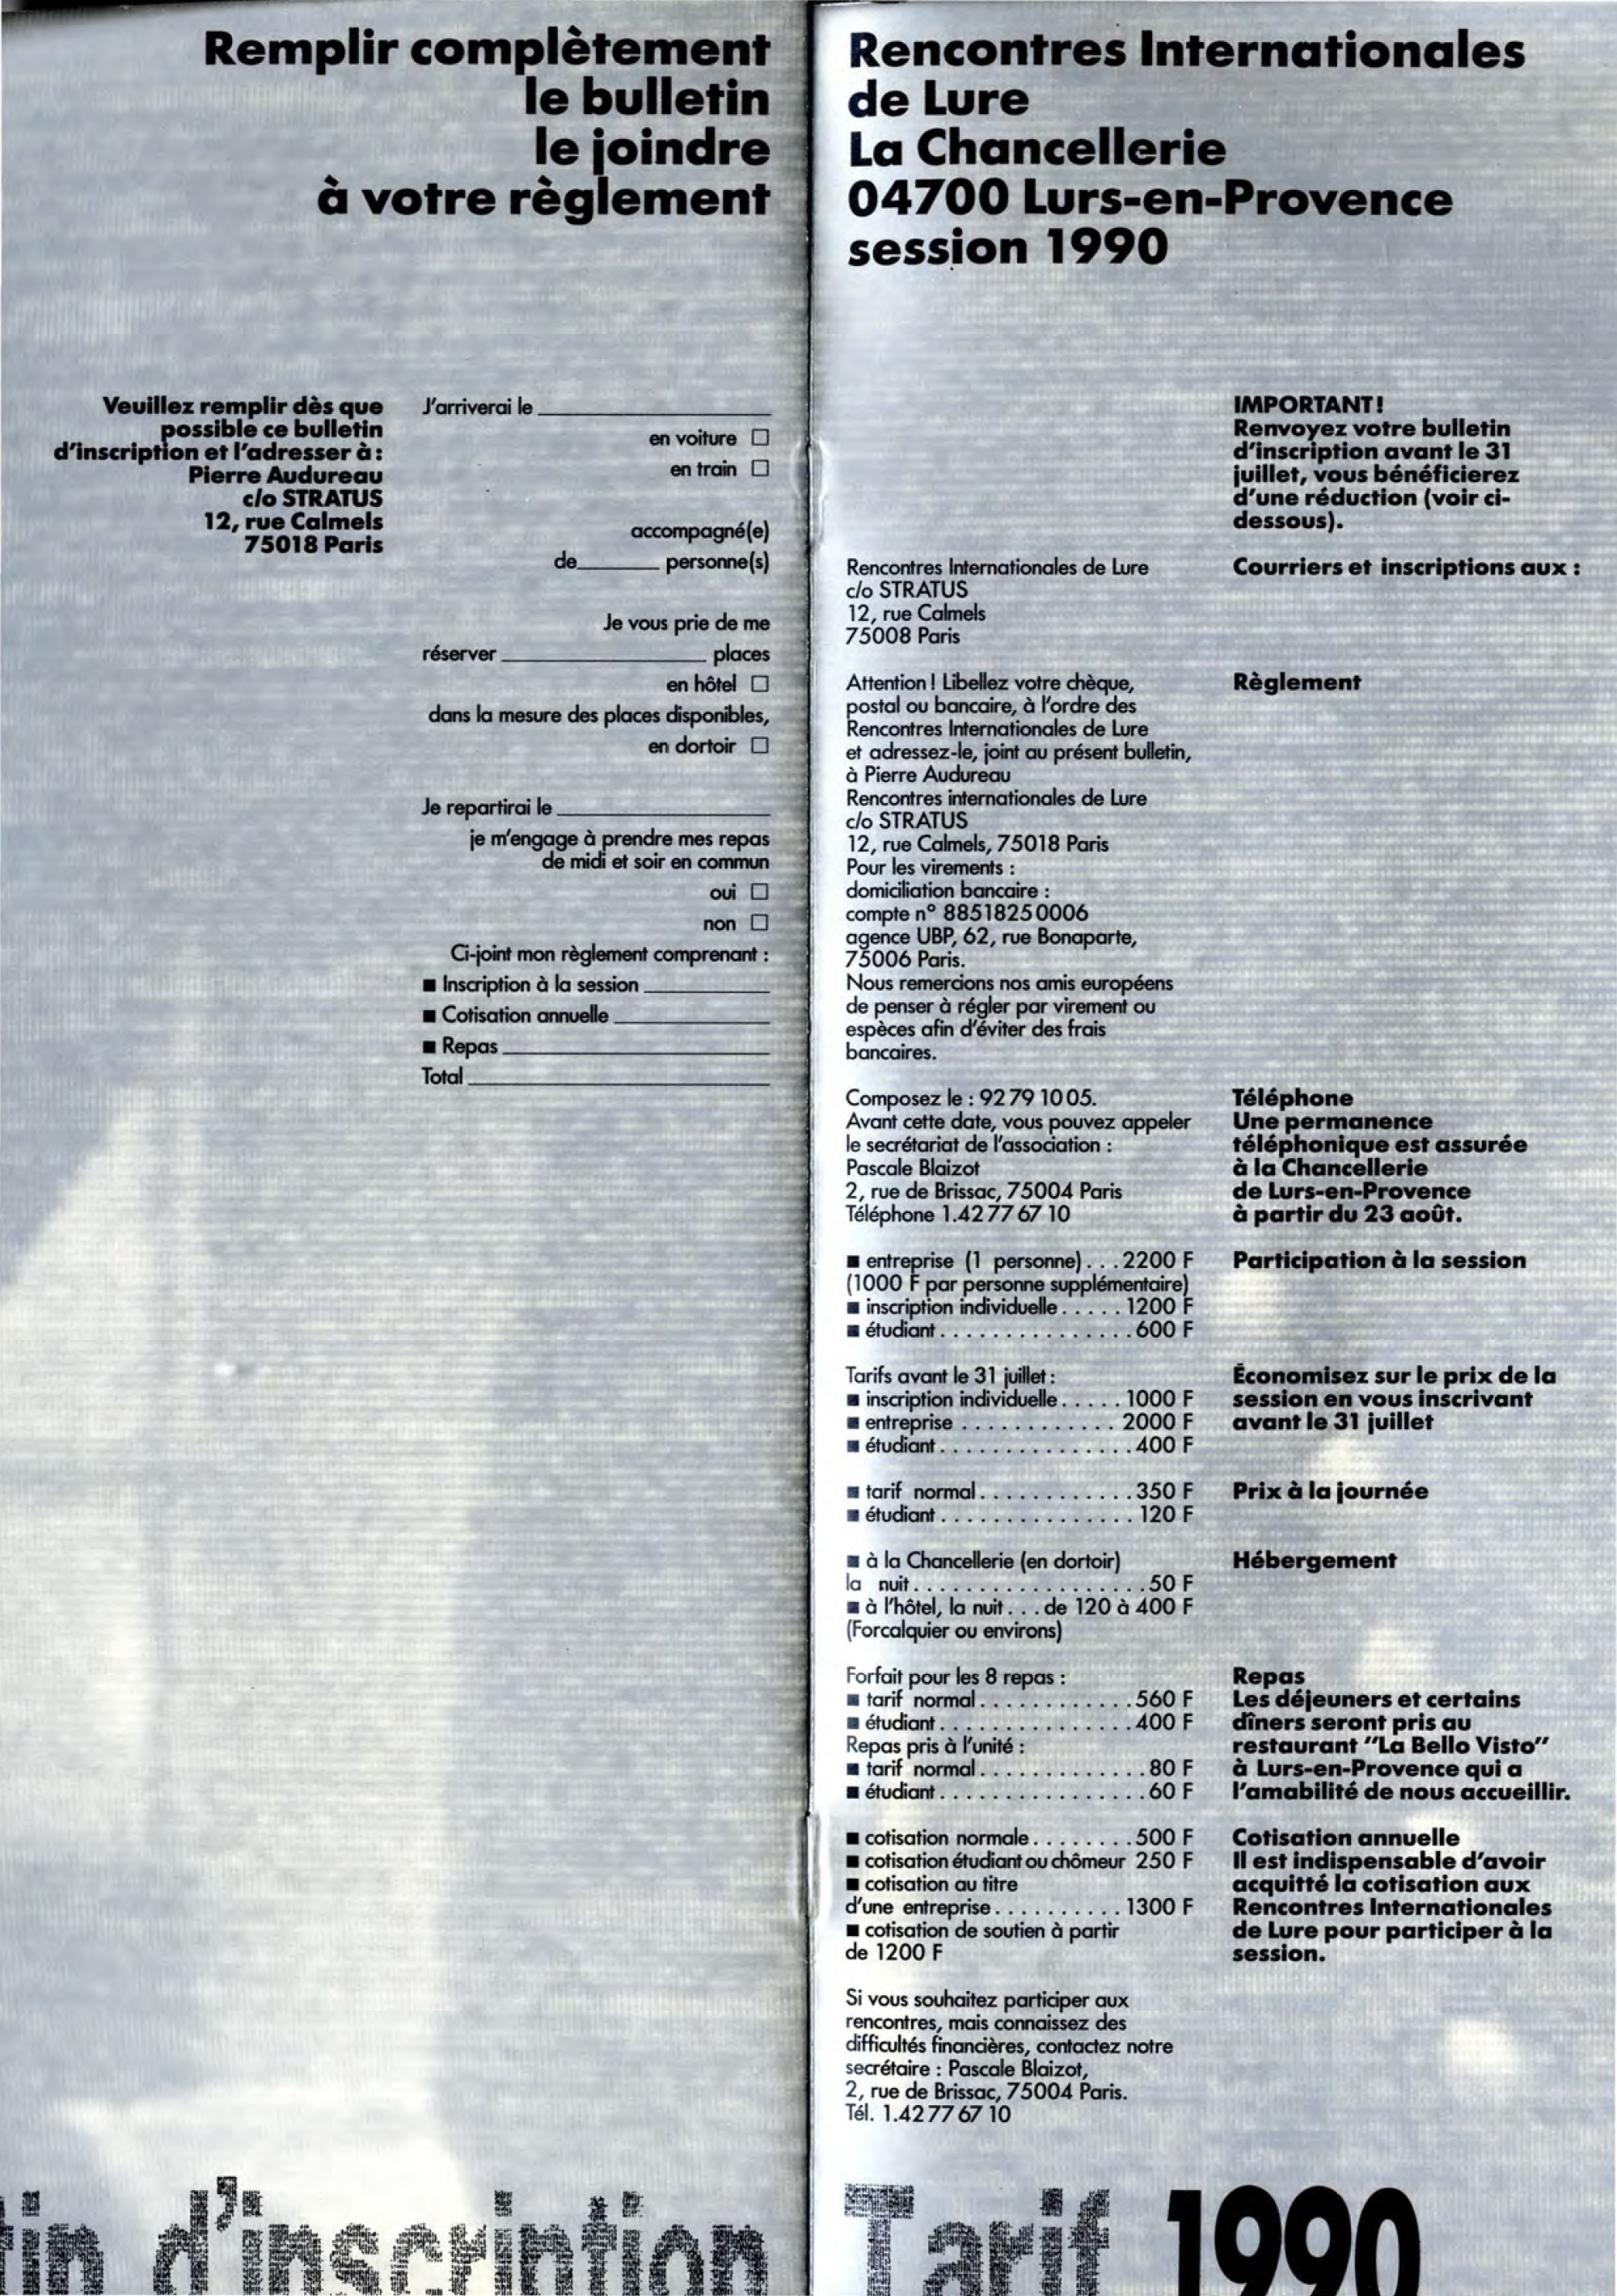 Remplir complètement
le bulletin
le joindre
à votre règlement
Veuillez remplir dès que
possible ce bulletin
d'inscription et l'adresser à :
Pierre Audureau
c/o STRATUS
12, rue Calmels
75018 Paris
J'arriverai le
en voiture □
en train □
accompagné(e)
de personne(s)
Je vous prie de me
réserver places
en hôtel □
dans la mesure des places disponibles,
en dortoir □
Je repartirai le
je m'engage à prendre mes repas
de midi et soir en commun
oui □
non □
Ci-joint mon règlement comprenant :
■ Inscription à la session
■ Cotisation annuelle
■ Repas
Total
d'inscription
Rencontres Internationales
de Lure
La Chancellerie
04700 Lurs-en-Provence
session 1990
IMPORTANT !
Renvoyez votre bulletin
d'inscription avant le 31
juillet, vous bénéficierez
d'une réduction (voir ci-
dessous).
Courriers et inscriptions aux :
Rencontres Internationales de Lure
c/o STRATUS
12, rue Calmels
75008 Paris
Règlement
Attention ! Libellez votre chèque,
postal ou bancaire, à l'ordre des
Rencontres Internationales de Lure
et adressez-le, joint au présent bulletin,
à Pierre Audureau
Rencontres internationales de Lure
c/o STRATUS
12, rue Calmels, 75018 Paris
Pour les virements :
domiciliation bancaire :
compte n° 88518250006
agence UBP, 62, rue Bonaparte,
75006 Paris.
Nous remercions nos amis européens
de penser à régler par virement ou
espèces afin d'éviter des frais
bancaires.
Téléphone
Une permanence
téléphonique est assurée
à la Chancellerie
de Lurs-en-Provence
à partir du 23 août.
Composez le : 92 79 10 05.
Avant cette date, vous pouvez appeler
le secrétariat de l'association :
Pascale Blaizot
2, rue de Brissac, 75004 Paris
Téléphone 1.42 77 67 10
Participation à la session
■ entreprise (1 personne) . . . 2200 F
(1000 F par personne supplémentaire)
■ inscription individuelle . . . . . 1200 F
■ étudiant . . . . . . . . . . . . . . . 600 F
Économisez sur le prix de la
session en vous inscrivant
avant le 31 juillet
Tarifs avant le 31 juillet :
■ inscription individuelle . . . . . 1000 F
■ entreprise . . . . . . . . . . . . 2000 F
■ étudiant . . . . . . . . . . . . . . . 400 F
Prix à la journée
■ tarif normal . . . . . . . . . . . . 350 F
■ étudiant . . . . . . . . . . . . . . . 120 F
Hébergement
■ à la Chancellerie (en dortoir)
la nuit . . . . . . . . . . . . . . . . . . 50 F
■ à l'hôtel, la nuit . . . de 120 à 400 F
(Forcalquier ou environs)
Repas
Les déjeuners et certains
dîners seront pris au
restaurant "La Bello Visto"
à Lurs-en-Provence qui a
l'amabilité de nous accueillir.
Forfait pour les 8 repas :
■ tarif normal . . . . . . . . . . . . 560 F
■ étudiant . . . . . . . . . . . . . . . 400 F
Repas pris à l'unité :
■ tarif normal . . . . . . . . . . . . . 80 F
■ étudiant . . . . . . . . . . . . . . . . 60 F
Cotisation annuelle
Il est indispensable d'avoir
acquitté la cotisation aux
Rencontres Internationales
de Lure pour participer à la
session.
■ cotisation normale . . . . . . . . 500 F
■ cotisation étudiant ou chômeur 250 F
■ cotisation au titre
d'une entreprise . . . . . . . . . . 1300 F
■ cotisation de soutien à partir
de 1200 F
Si vous souhaitez participer aux
rencontres, mais connaissez des
difficultés financières, contactez notre
secrétaire : Pascale Blaizot,
2, rue de Brissac, 75004 Paris.
Tél. 1.42 77 67 10
Tarif 1990